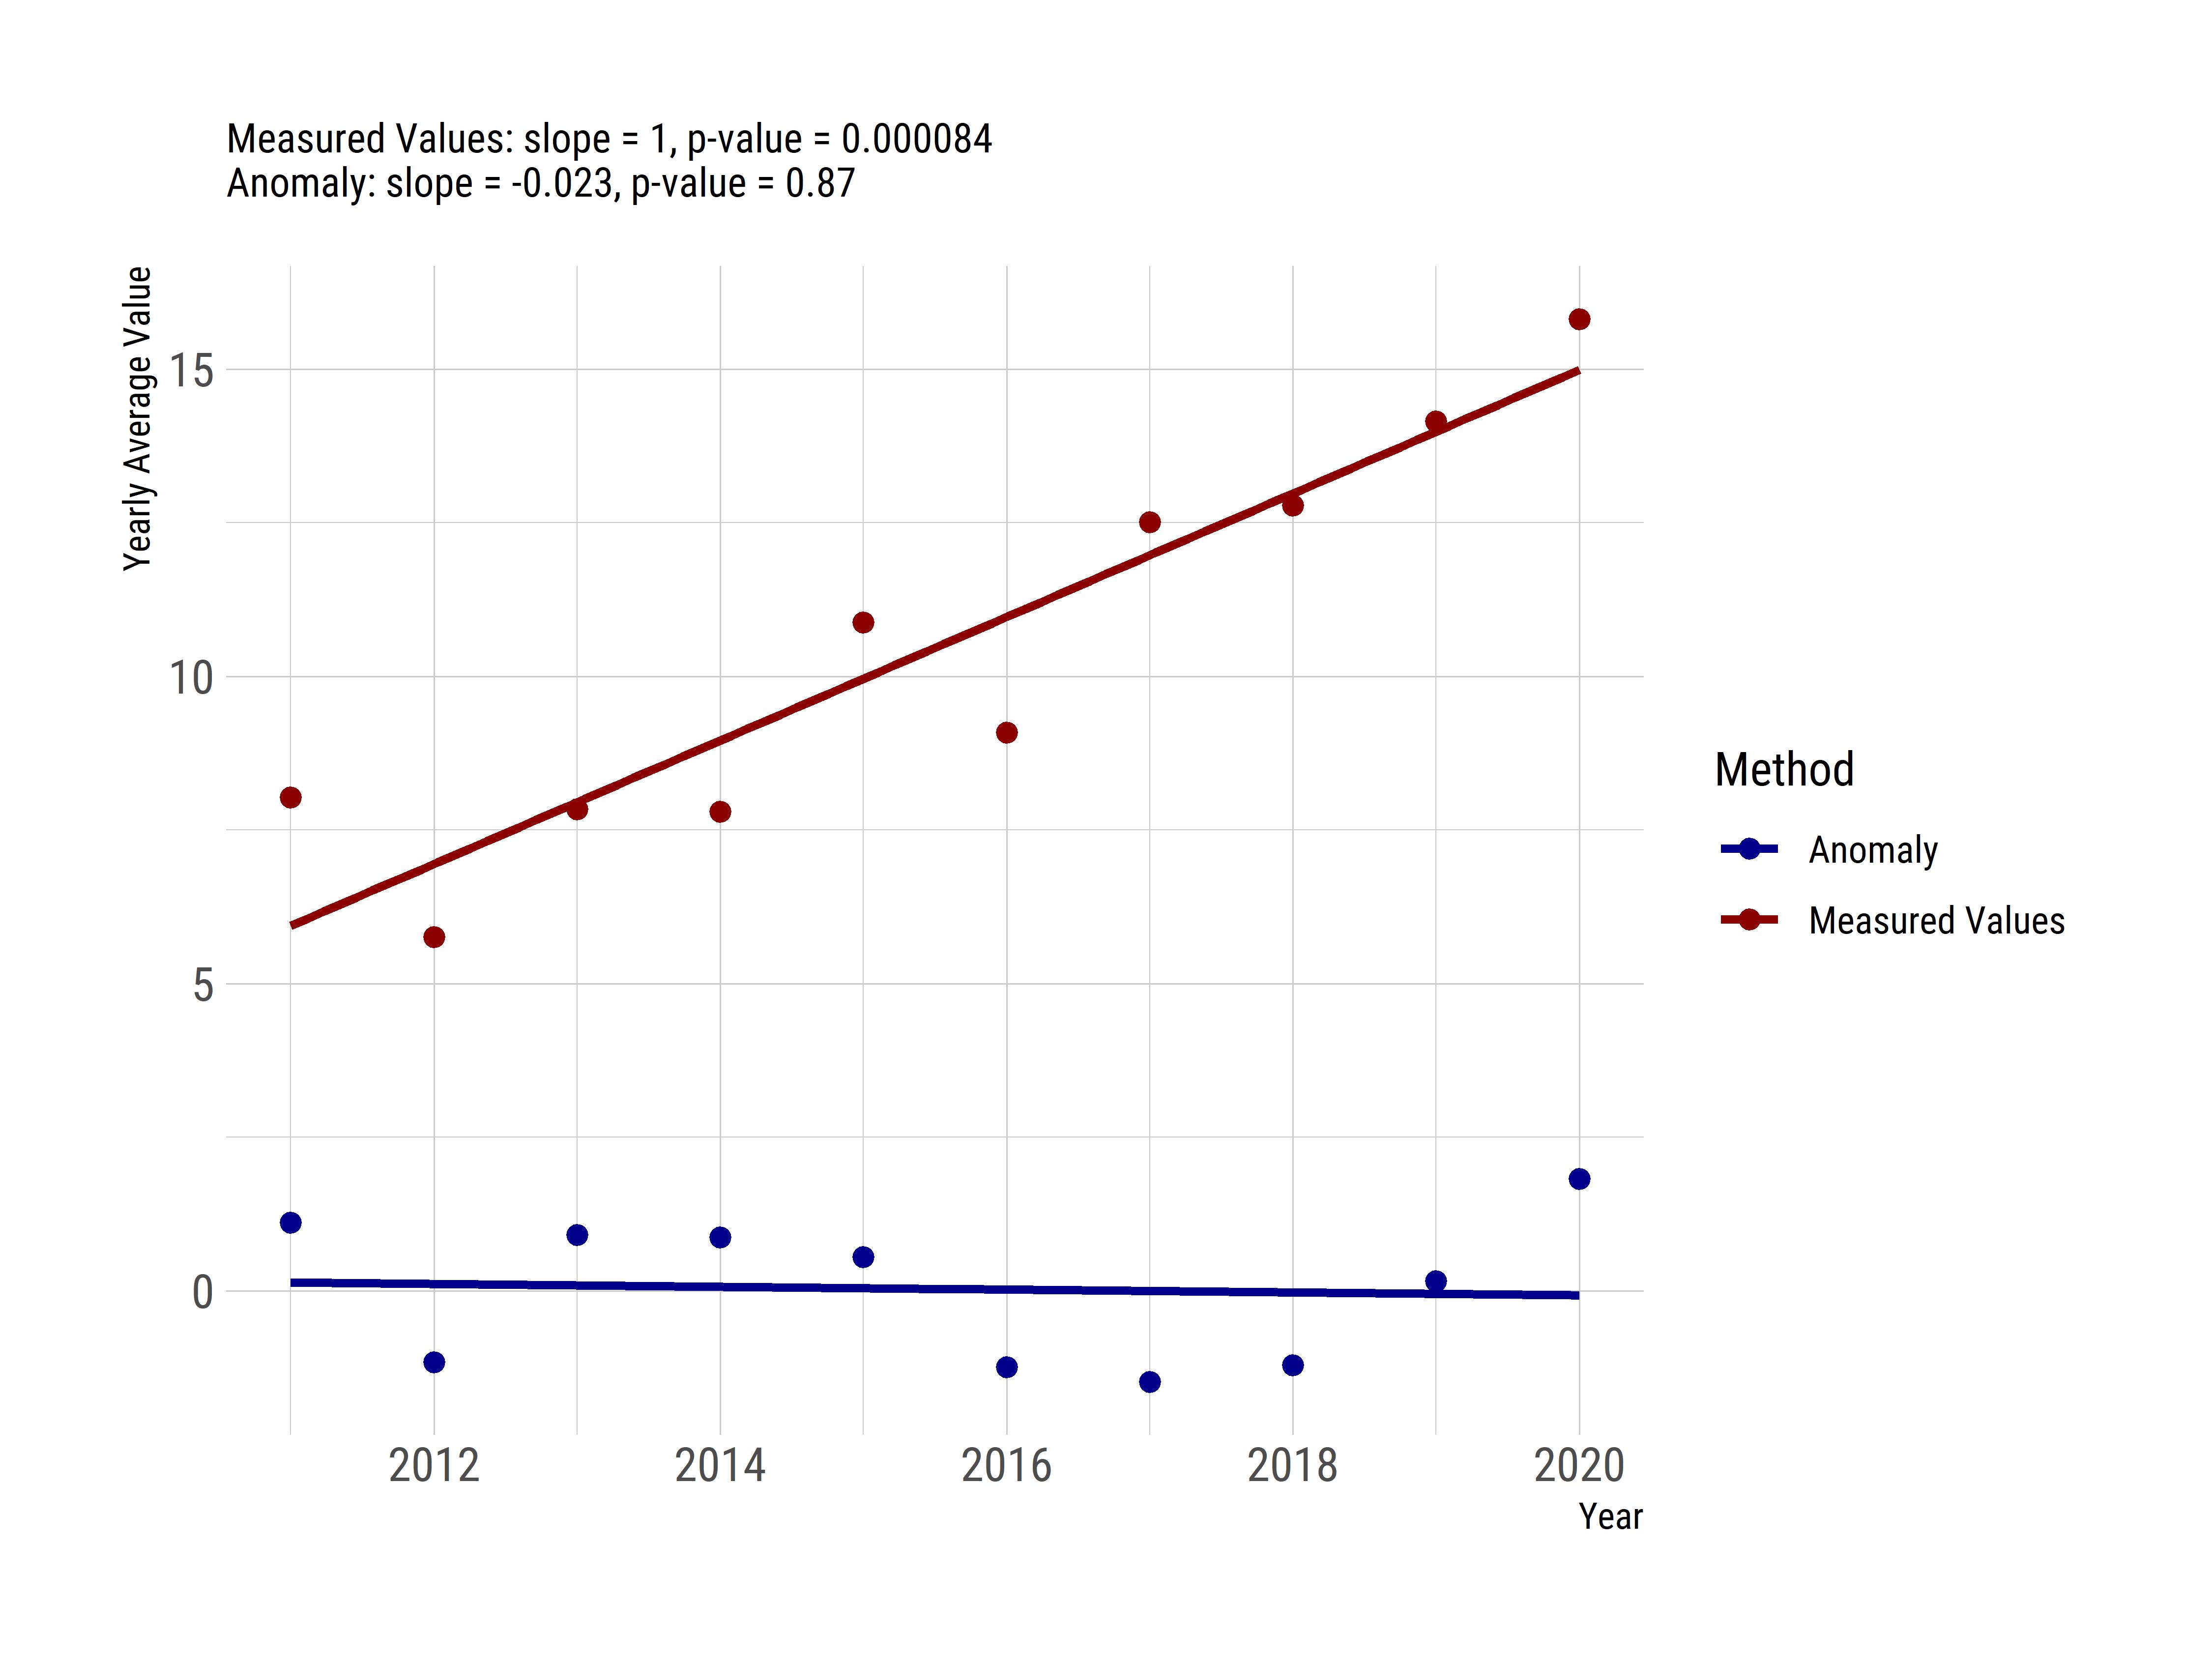 Measured Values: slope = 1, p-value = 0.000084
Anomaly: slope = -0.023, p-value = 0.87
Yearly Average Value
15
10
5
0
2012 2014 2016 2018 2020
Year
Method
Anomaly
Measured Values